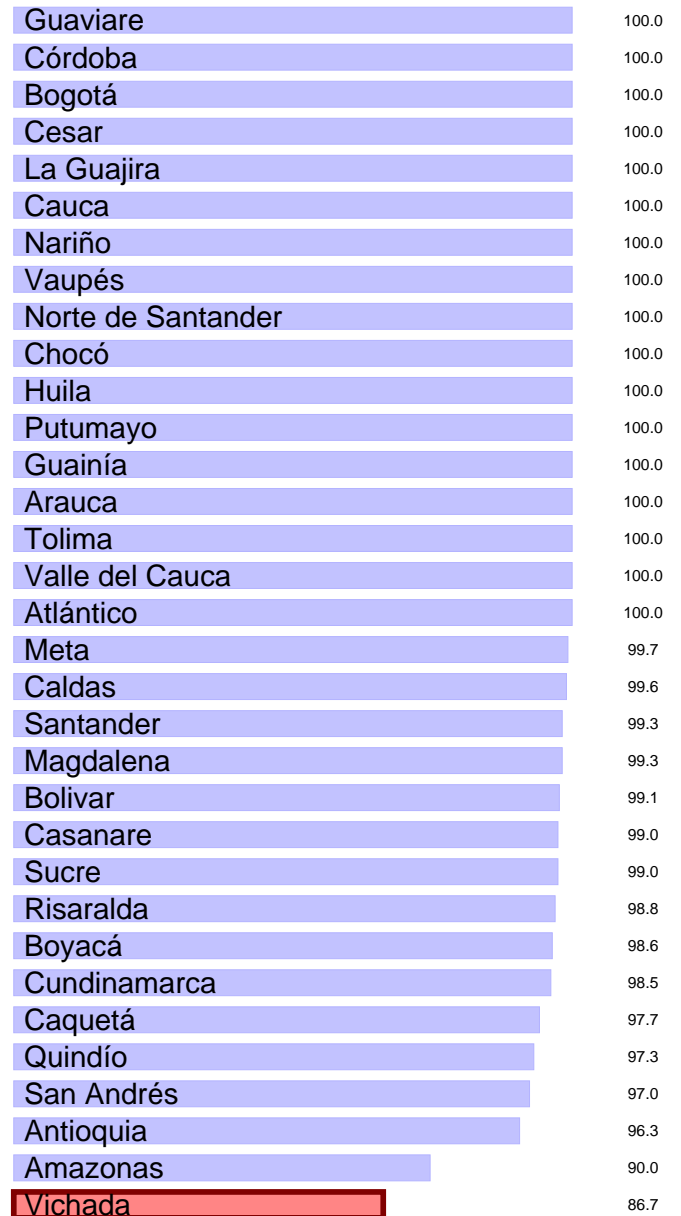 Guaviare 100.0
Córdoba 100.0
Bogotá 100.0
Cesar 100.0
La Guajira 100.0
Cauca 100.0
Nariño 100.0
Vaupés 100.0
Norte de Santander 100.0
Chocó 100.0
Huila 100.0
Putumayo 100.0
Guainía 100.0
Arauca 100.0
Tolima 100.0
Valle del Cauca 100.0
Atlántico 100.0
Meta 99.7
Caldas 99.6
Santander 99.3
Magdalena 99.3
Bolivar 99.1
Casanare 99.0
Sucre 99.0
Risaralda 98.8
Boyacá 98.6
Cundinamarca 98.5
Caquetá 97.7
Quindío 97.3
San Andrés 97.0
Antioquia 96.3
Amazonas 90.0
Vichada 86.7